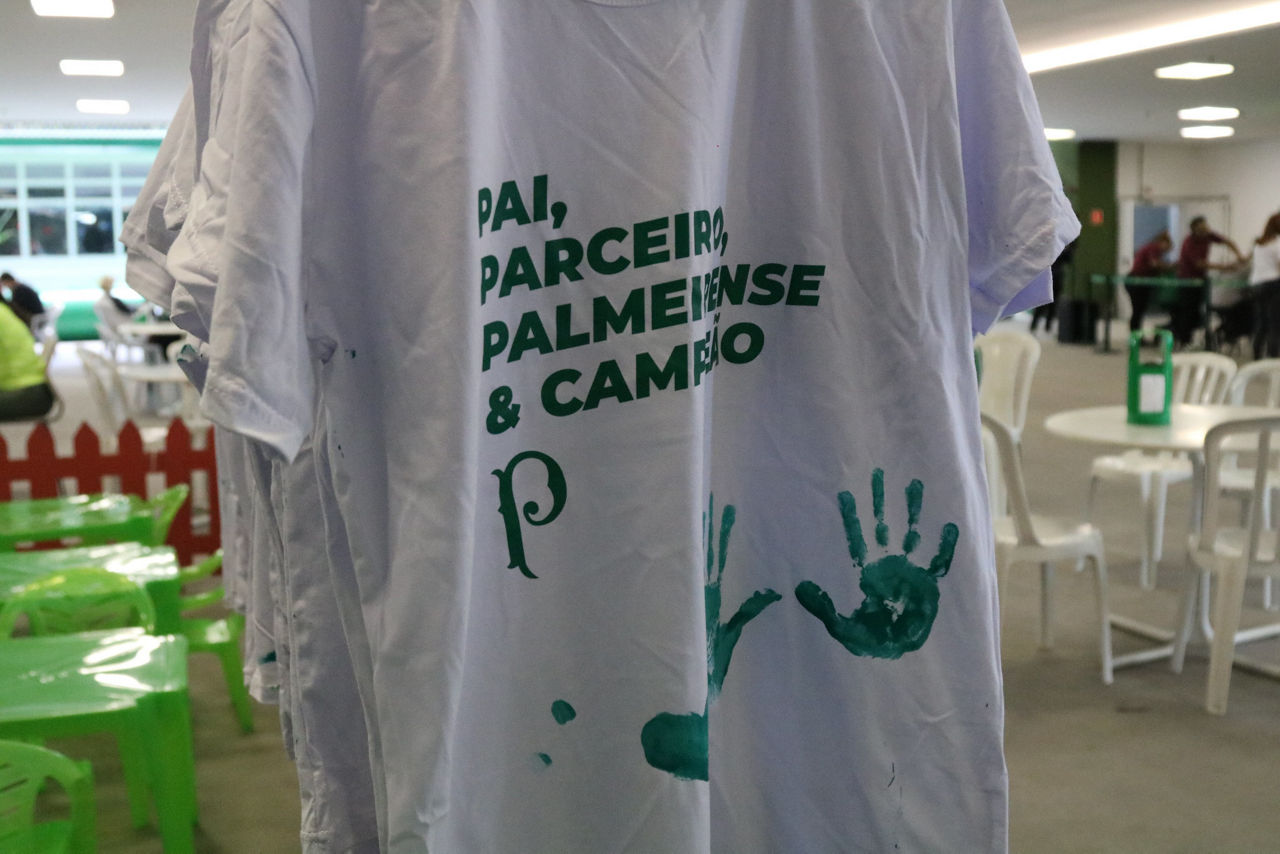 PAI,
PARCEIRO,
PALMEIRENSE
& CAMPEÃO
P